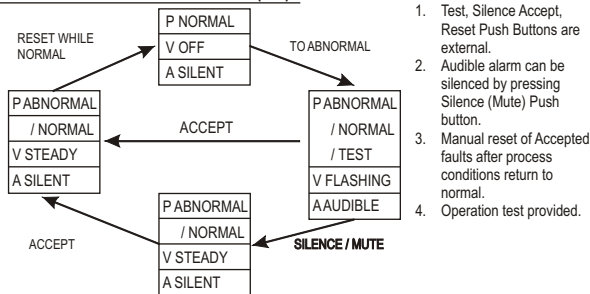 P NORMAL
V OFF
A SILENT
RESET WHILE
NORMAL
TO ABNORMAL
P ABNORMAL
/ NORMAL
V STEADY
A SILENT
ACCEPT
P ABNORMAL
/ NORMAL
/ TEST
V FLASHING
A AUDIBLE
P ABNORMAL
/ NORMAL
V STEADY
A SILENT
ACCEPT
SILENCE / MUTE
1. Test, Silence Accept,
Reset Push Buttons are
external.
2. Audible alarm can be
silenced by pressing
Silence (Mute) Push
button.
3. Manual reset of Accepted
faults after process
conditions return to
normal.
4. Operation test provided.